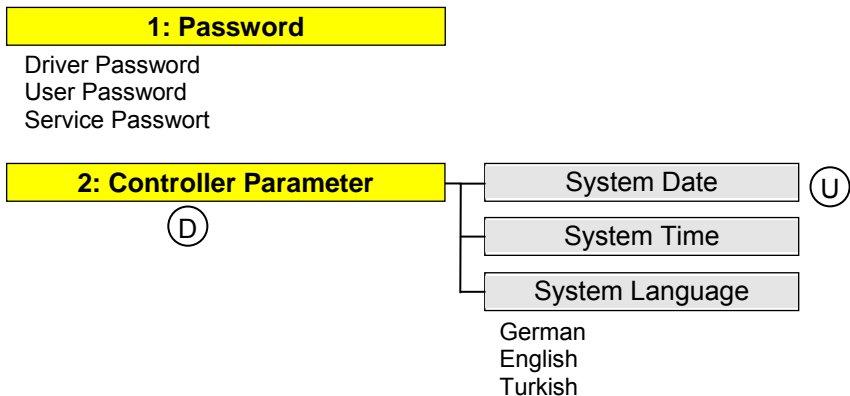 1: Password
Driver Password
User Password
Service Passwort
2: Controller Parameter
D
System Date
U
System Time
System Language
German
English
Turkish